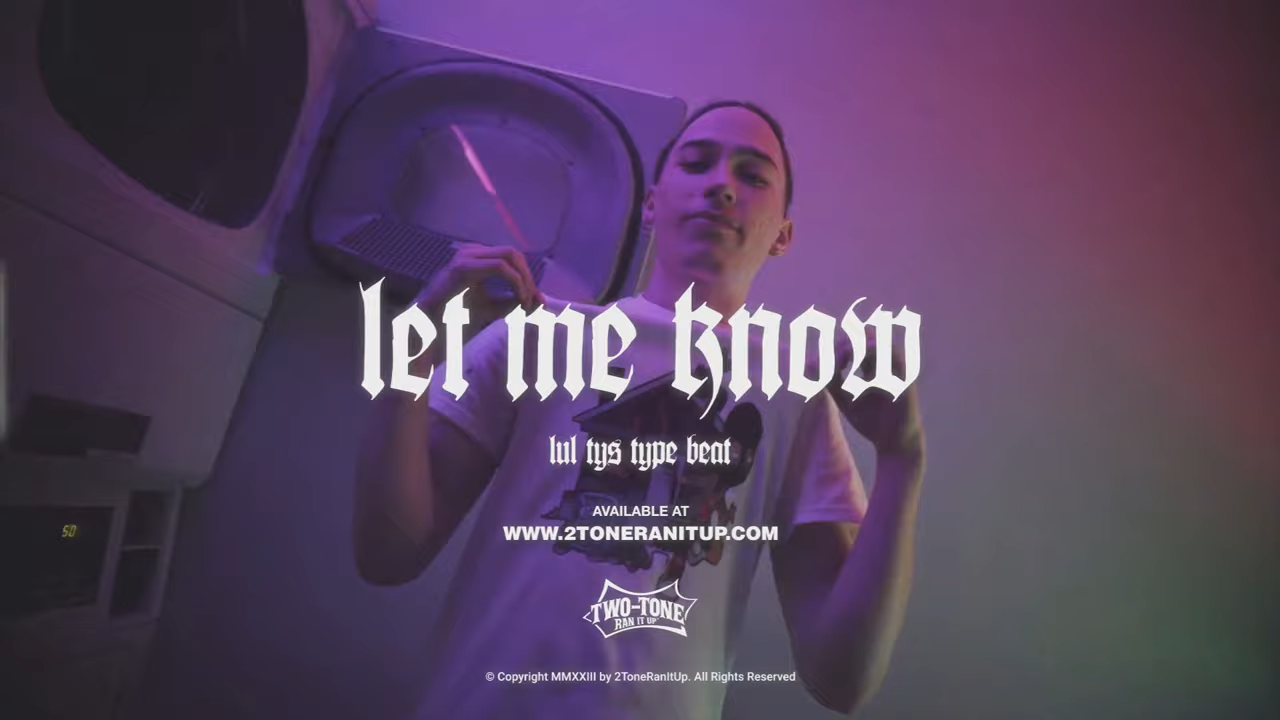 let me know
lul tys type beat
AVAILABLE AT
WWW.2TONERANITUP.COM
TWO-TONE
RAN IT UP
© Copyright MMXXIII by 2ToneRanItUp. All Rights Reserved
50